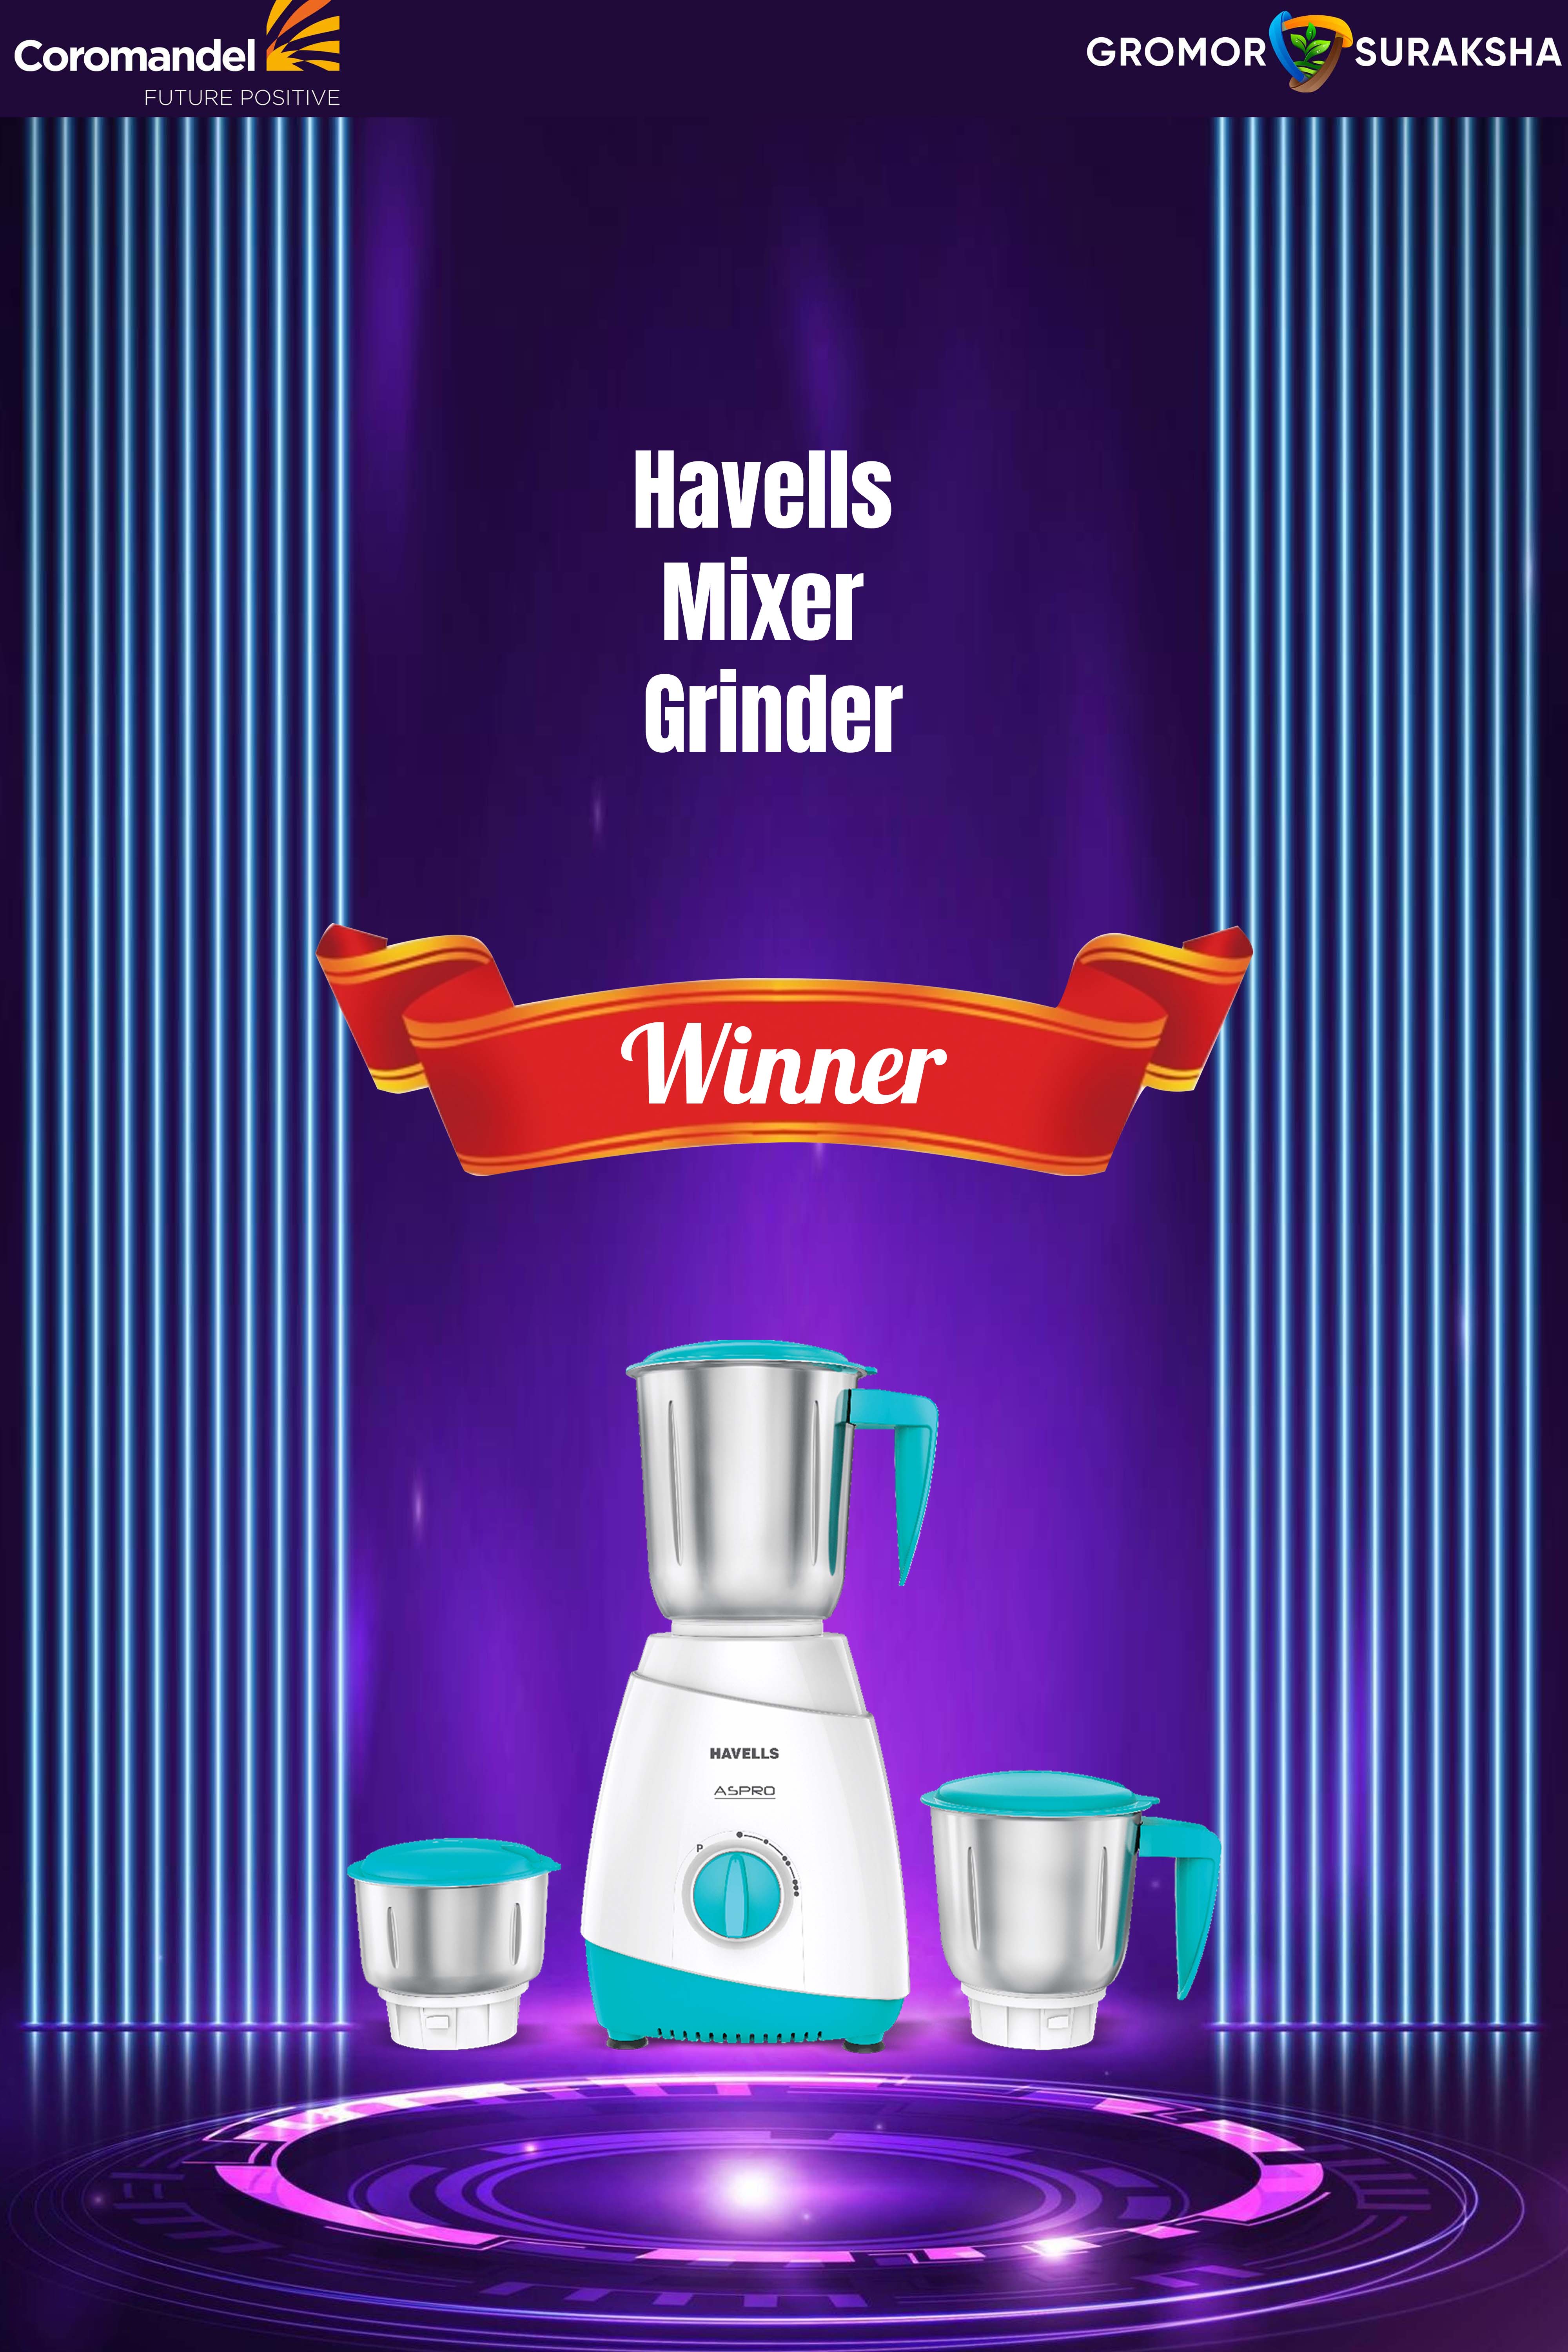 Coromandel
FUTURE POSITIVE
GROMOR SURAKSHA
Havells
Mixer
Grinder
Winner
HAVELLS
ASPRO
P